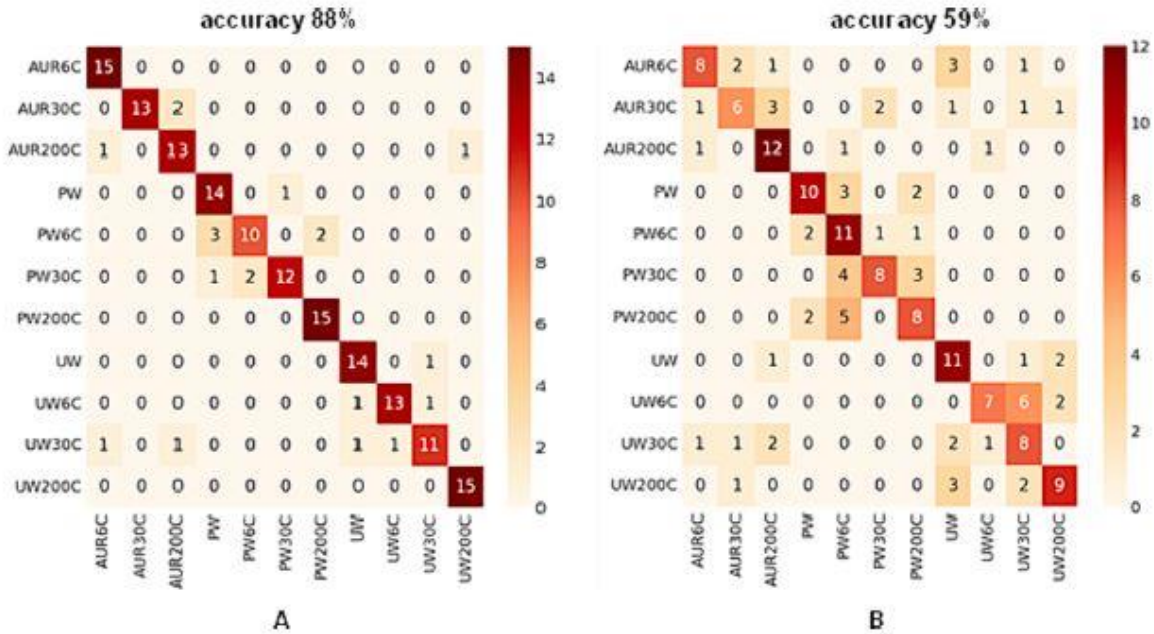 accuracy 88%
AUR6C 15 0 0 0 0 0 0 0 0 0 0
AUR30C 0 13 2 0 0 0 0 0 0 0 0
AUR200C 1 0 13 0 0 0 0 0 0 0 1
PW 0 0 0 14 0 1 0 0 0 0 0
PW6C 0 0 0 3 10 0 2 0 0 0 0
PW30C 0 0 0 1 2 12 0 0 0 0 0
PW200C 0 0 0 0 0 0 15 0 0 0 0
UW 0 0 0 0 0 0 0 14 0 1 0
UW6C 0 0 0 0 0 0 0 1 13 1 0
UW30C 1 0 1 0 0 0 0 1 1 11 0
UW200C 0 0 0 0 0 0 0 0 0 0 15
AUR6C AUR30C AUR200C PW PW6C PW30C PW200C UW UW6C UW30C UW200C
14
12
10
8
6
4
2
0
A
accuracy 59%
AUR6C 8 2 1 0 0 0 0 3 0 1 0
AUR30C 1 6 3 0 0 2 0 1 0 1 1
AUR200C 1 0 12 0 1 0 0 0 1 0 0
PW 0 0 0 10 3 0 2 0 0 0 0
PW6C 0 0 0 2 11 1 1 0 0 0 0
PW30C 0 0 0 0 4 8 3 0 0 0 0
PW200C 0 0 0 2 5 0 8 0 0 0 0
UW 0 0 1 0 0 0 0 11 0 1 2
UW6C 0 0 0 0 0 0 0 0 7 6 2
UW30C 1 1 2 0 0 0 0 2 1 8 0
UW200C 0 1 0 0 0 0 0 3 0 2 9
AUR6C AUR30C AUR200C PW PW6C PW30C PW200C UW UW6C UW30C UW200C
12
10
8
6
4
2
0
B